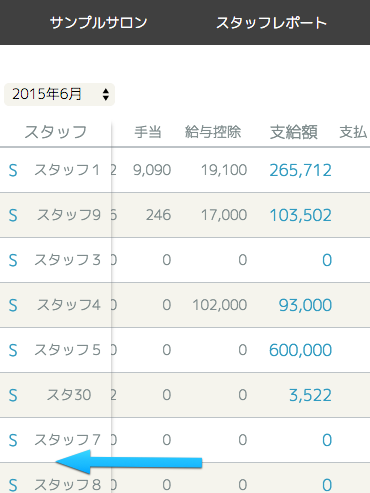 サンプルサロン スタッフレポート
2015年6月
スタッフ 手当 給与控除 支給額 支払
S スタッフ1 2 9,090 19,100 265,712
S スタッフ9 6 246 17,000 103,502
S スタッフ3 0 0 0 0
S スタッフ4 0 0 102,000 93,000
S スタッフ5 0 0 0 600,000
S スタ30 2 0 0 3,522
S スタッフ7 0 0 0 0
S スタッフ8 0 0 0 0